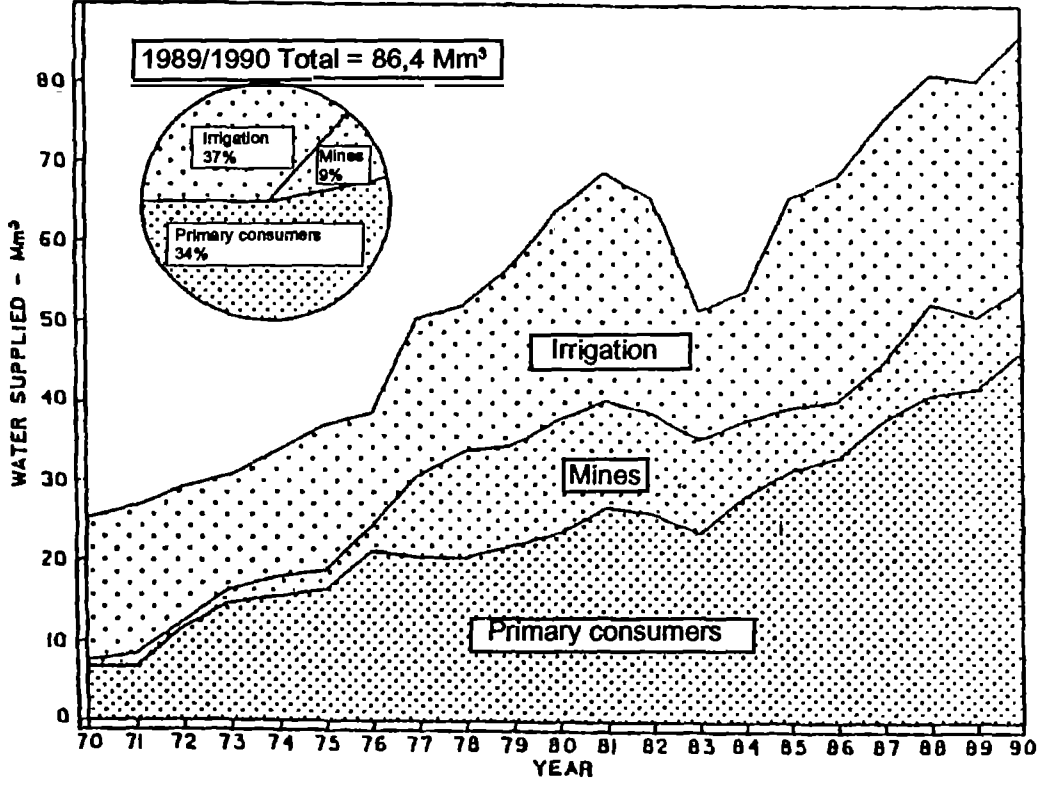 1989/1990 Total = 86,4 Mm³
Irrigation
37%
Mines
9%
Primary consumers
34%
WATER SUPPLIED - Mm³
80
70
60
50
40
30
20
10
0
Irrigation
Mines
Primary consumers
70 71 72 73 74 75 76 77 78 79 80 81 82 83 84 85 86 87 88 89 90
YEAR